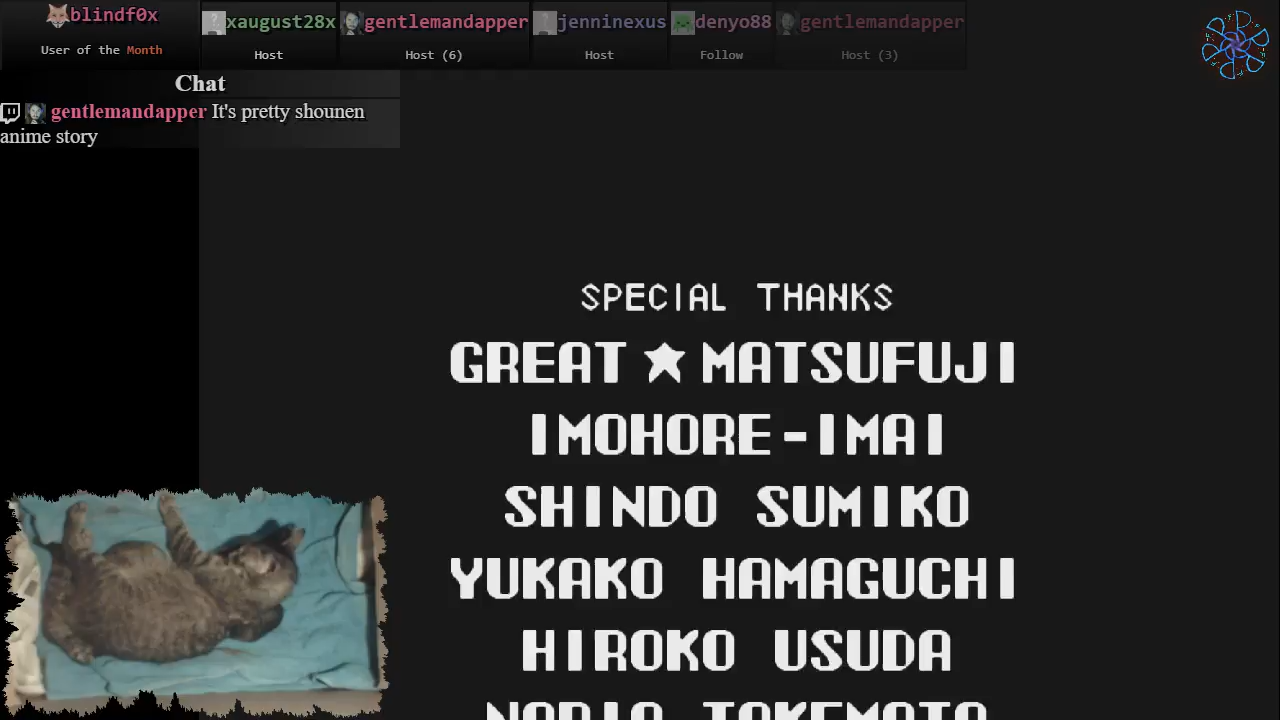 blindf0x
User of the Month
xaugust28x
Host
gentlemandapper
Host (6)
jenninexus
Host
denyo88
Follow
gentlemandapper
Host (3)
Chat
gentlemandapper It's pretty shounen
anime story
SPECIAL THANKS
GREAT★MATSUFUJI
IMOHORE-IMAI
SHINDO SUMIKO
YUKAKO HAMAGUCHI
HIROKO USUDA